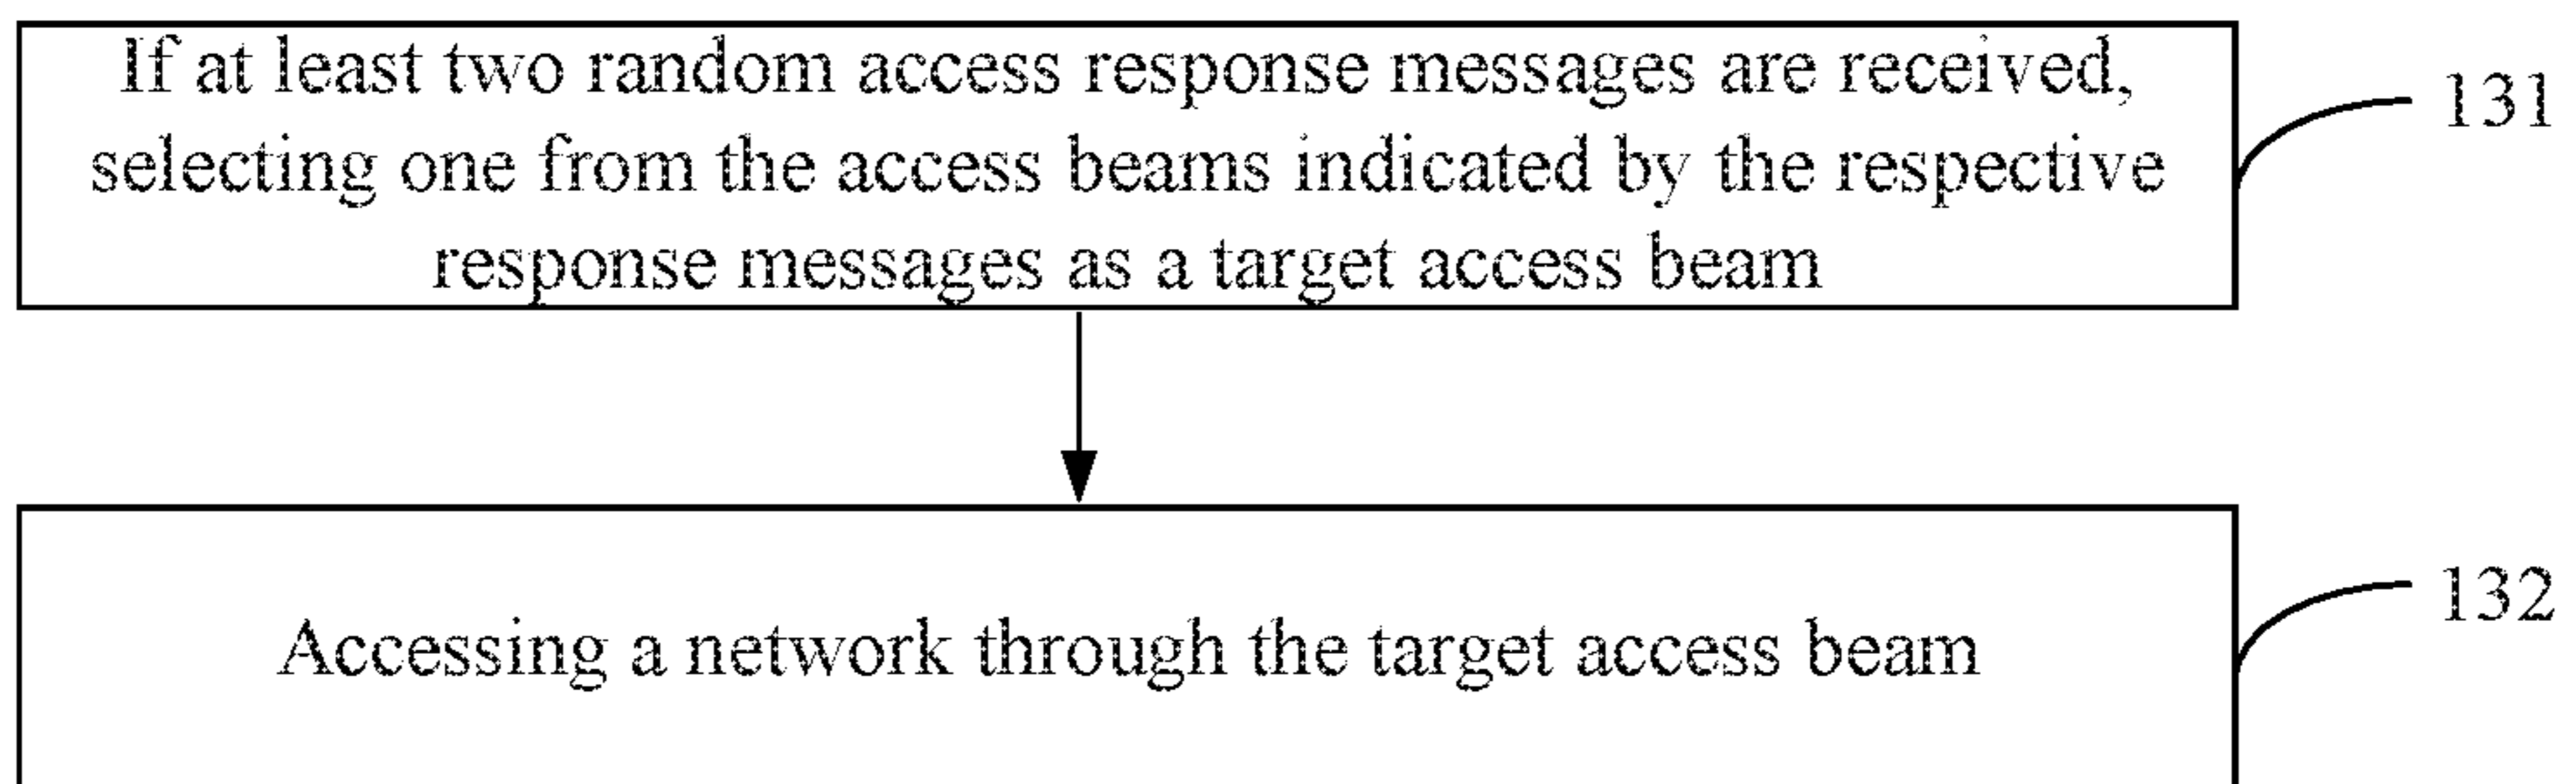 If at least two random access response messages are received,
selecting one from the access beams indicated by the respective
response messages as a target access beam
131
Accessing a network through the target access beam
132